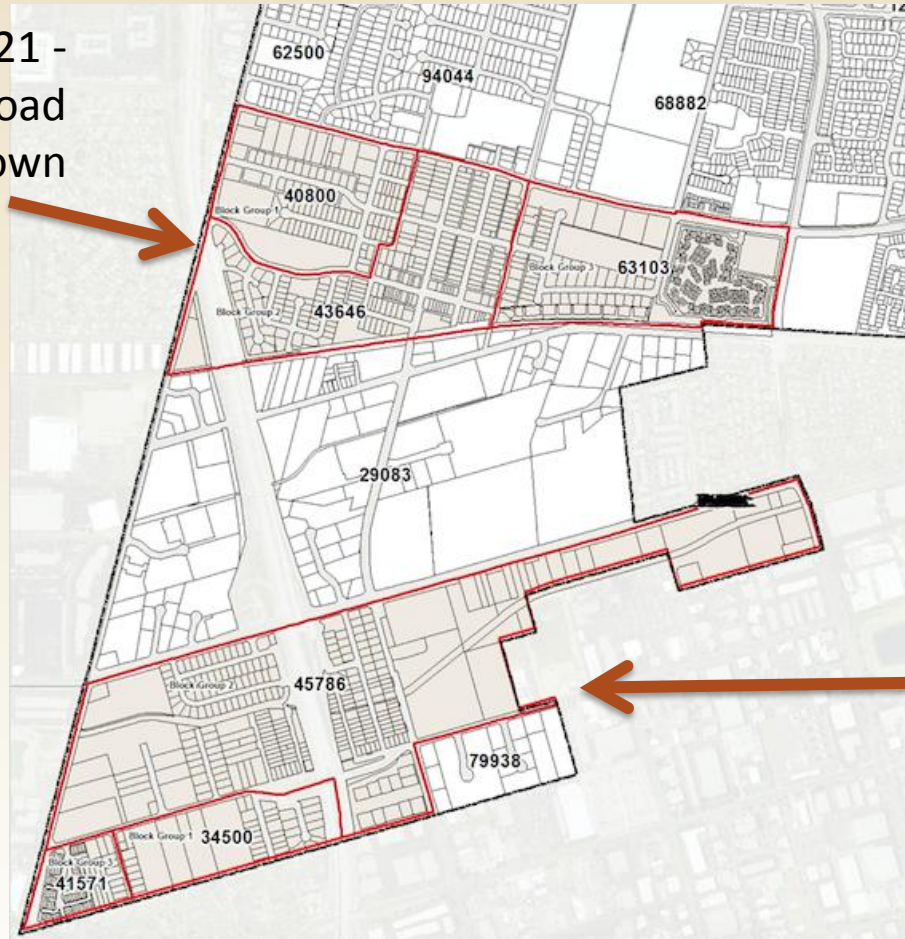 21 -
oad
own
12
62500
94044
68882
40800
Block Group 1
Block Group 3
63103
Block Group 2
43646
29083
Block Group 2
45786
79938
Block Group 1
34500
Block Group 3
41571